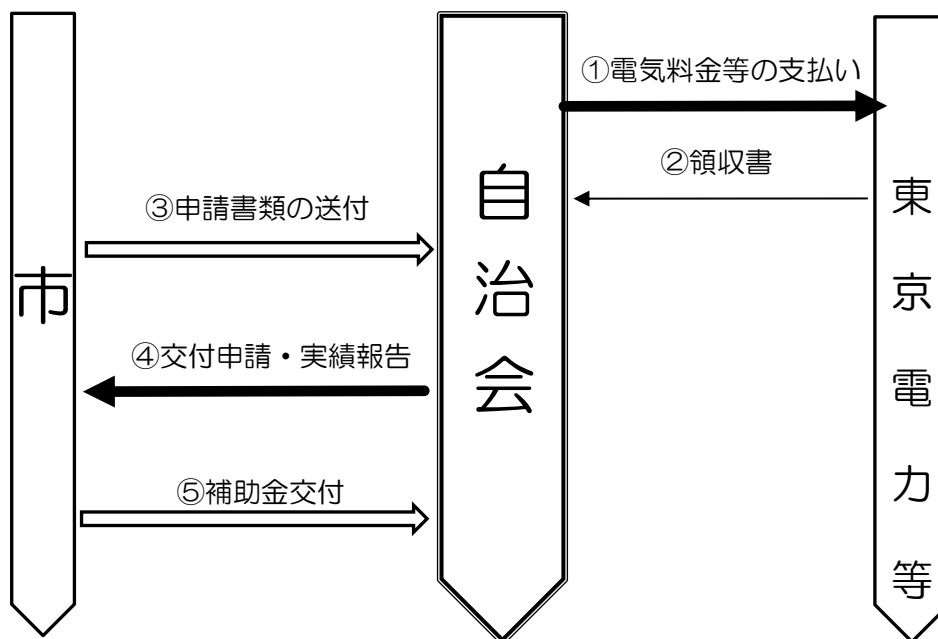 ①電気料金等の支払い
②領収書
③申請書類の送付
④交付申請・実績報告
⑤補助金交付
市
自治会
東京電力等